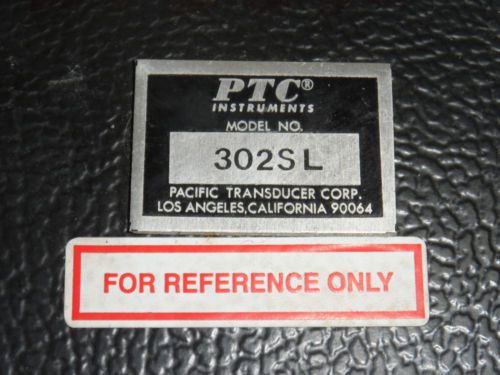 PTC®
INSTRUMENTS
MODEL NO.
302SL
PACIFIC TRANSDUCER CORP.
LOS ANGELES, CALIFORNIA 90064
FOR REFERENCE ONLY